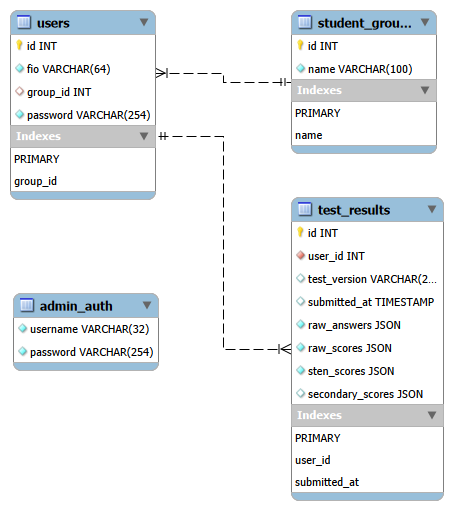 users
id INT
fio VARCHAR(64)
group_id INT
password VARCHAR(254)
Indexes
PRIMARY
group_id
student_grou...
id INT
name VARCHAR(100)
Indexes
PRIMARY
name
test_results
id INT
user_id INT
test_version VARCHAR(2...
submitted_at TIMESTAMP
raw_answers JSON
raw_scores JSON
sten_scores JSON
secondary_scores JSON
Indexes
PRIMARY
user_id
submitted_at
admin_auth
username VARCHAR(32)
password VARCHAR(254)